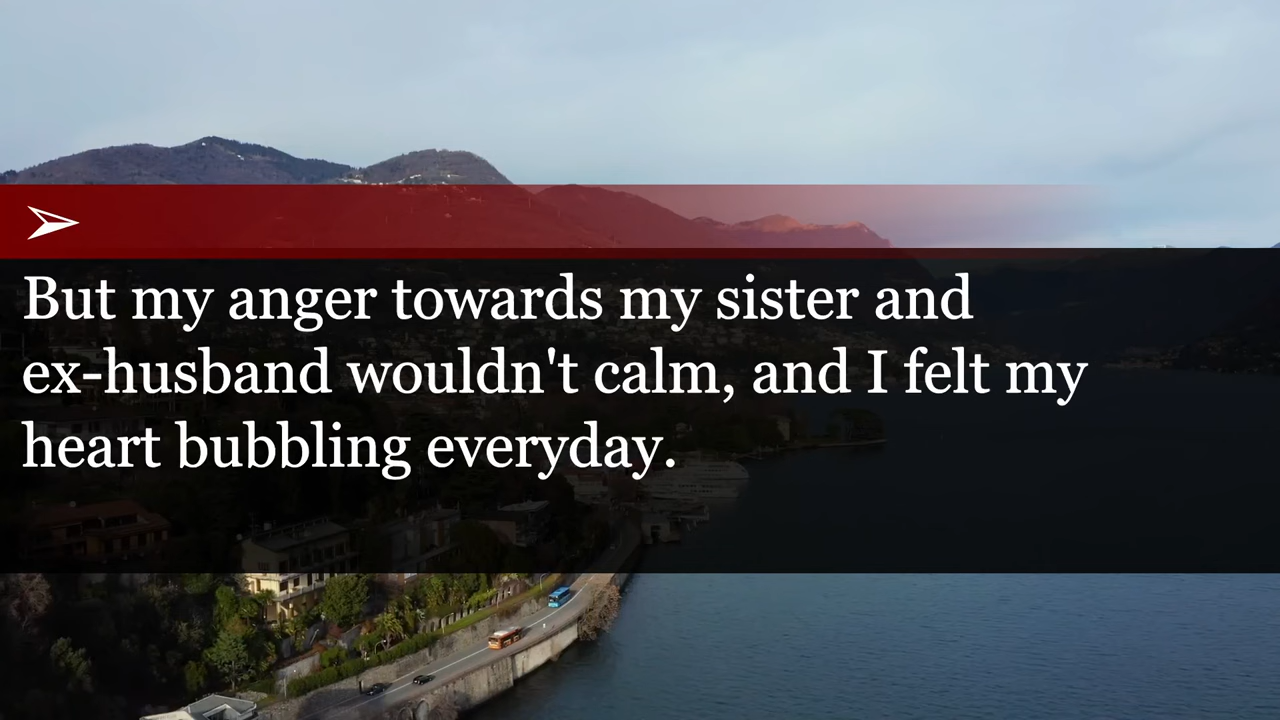 But my anger towards my sister and
ex-husband wouldn't calm, and I felt my
heart bubbling everyday.